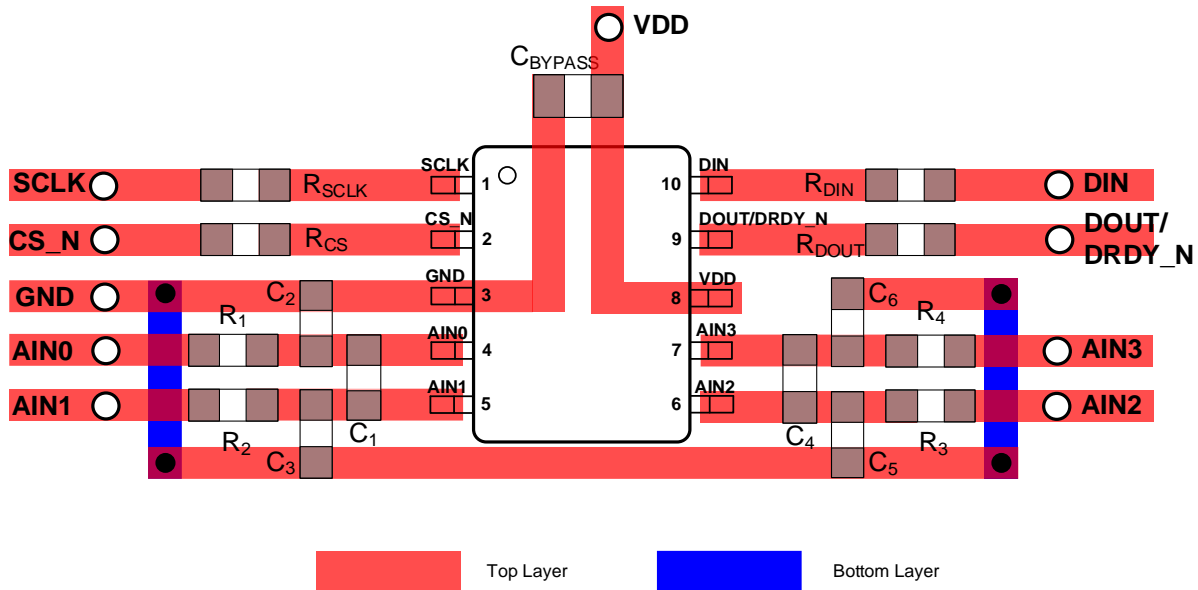 VDD
CBYPASS
SCLK
RSCLK
SCLK
1
10
DIN
RDIN
DIN
CS_N
RCS
CS_N
2
9
DOUT/DRDY_N
RDOUT
DOUT/
DRDY_N
GND
C2
GND
3
8
VDD
C6
R1
R4
AIN0
AIN0
4
7
AIN3
AIN3
AIN1
AIN1
5
6
AIN2
AIN2
R2
C1
C3
C4
C5
R3
Top Layer
Bottom Layer